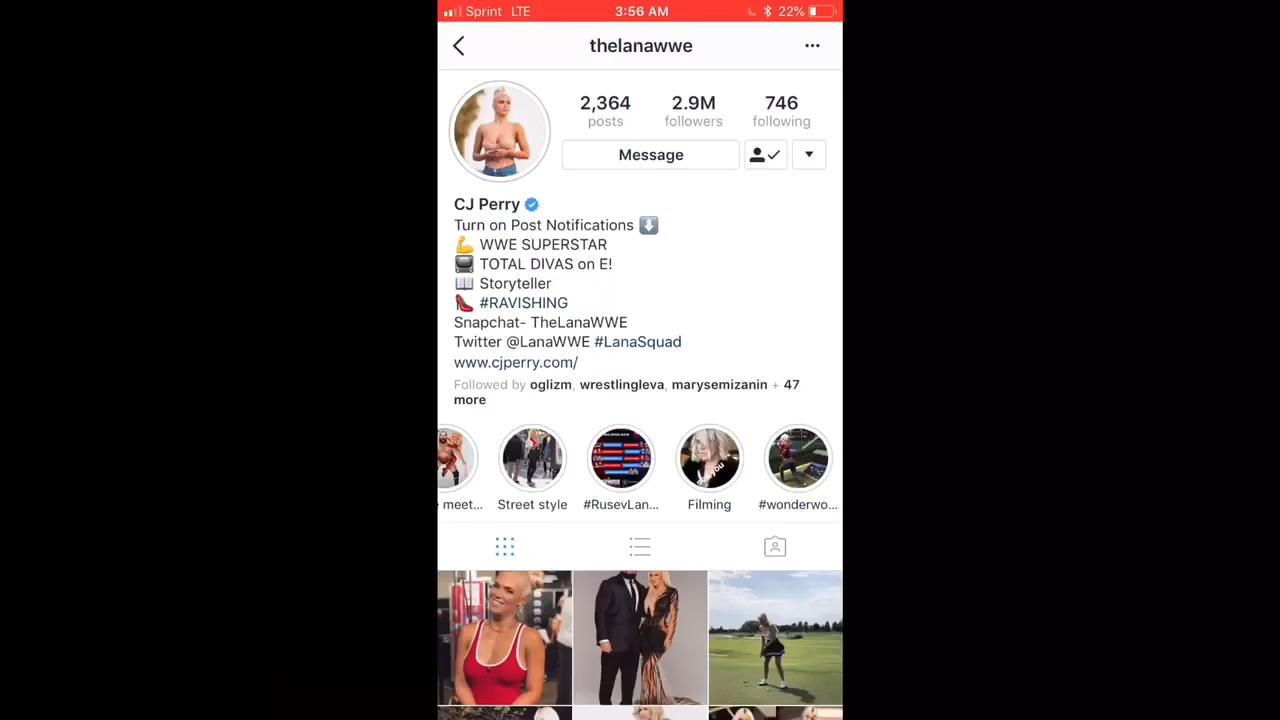 Sprint LTE 3:56 AM 22%
thelanawwe
2,364 2.9M 746
posts followers following
Message
CJ Perry
Turn on Post Notifications ⬇️
💪 WWE SUPERSTAR
📺 TOTAL DIVAS on E!
📖 Storyteller
👠 #RAVISHING
Snapchat- TheLanaWWE
Twitter @LanaWWE #LanaSquad
www.cjperry.com/
Followed by oglizm, wrestlingleva, marysemizanin + 47
more
you
meet... Street style #RusevLan... Filming #wonderwo...